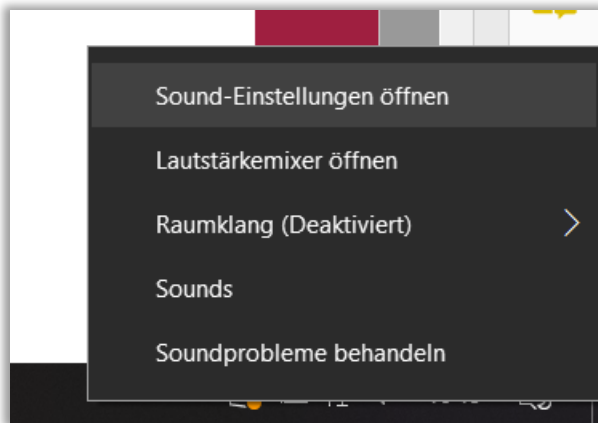 Sound-Einstellungen öffnen
Lautstärkemixer öffnen
Raumklang (Deaktiviert)
Sounds
Soundprobleme behandeln